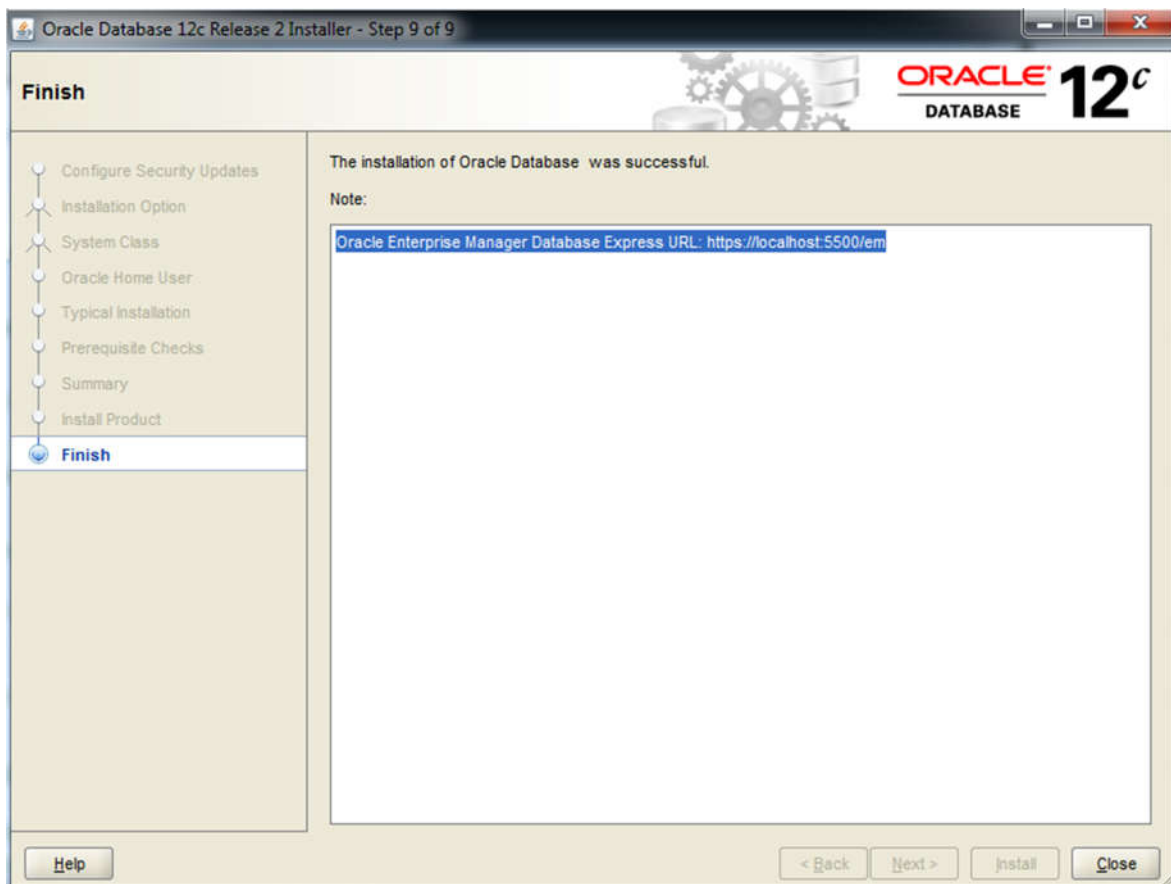 Oracle Database 12c Release 2 Installer - Step 9 of 9
Finish
ORACLE 12c
DATABASE
Configure Security Updates
Installation Option
System Class
Oracle Home User
Typical Installation
Prerequisite Checks
Summary
Install Product
Finish
The installation of Oracle Database  was successful.
Note:
Oracle Enterprise Manager Database Express URL: https://localhost:5500/em
Help
< Back
Next >
Install
Close